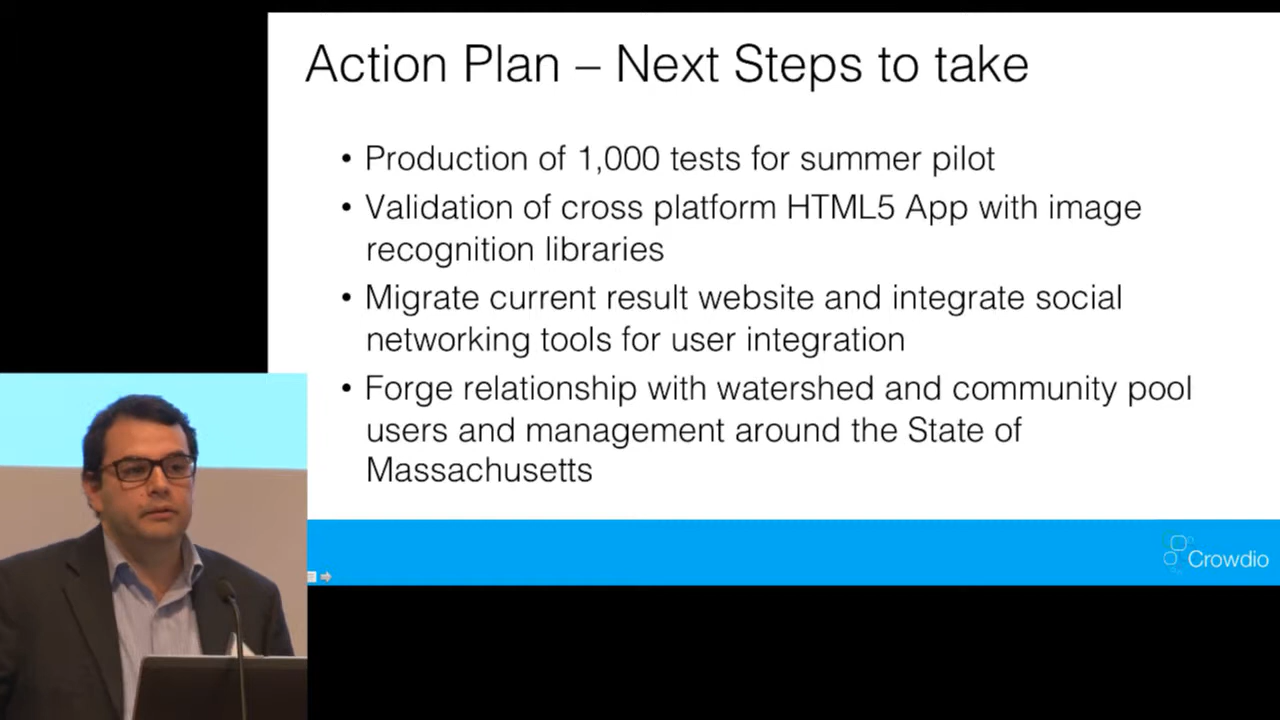 Action Plan – Next Steps to take
• Production of 1,000 tests for summer pilot
• Validation of cross platform HTML5 App with image
recognition libraries
• Migrate current result website and integrate social
networking tools for user integration
• Forge relationship with watershed and community pool
users and management around the State of
Massachusetts
Crowdio